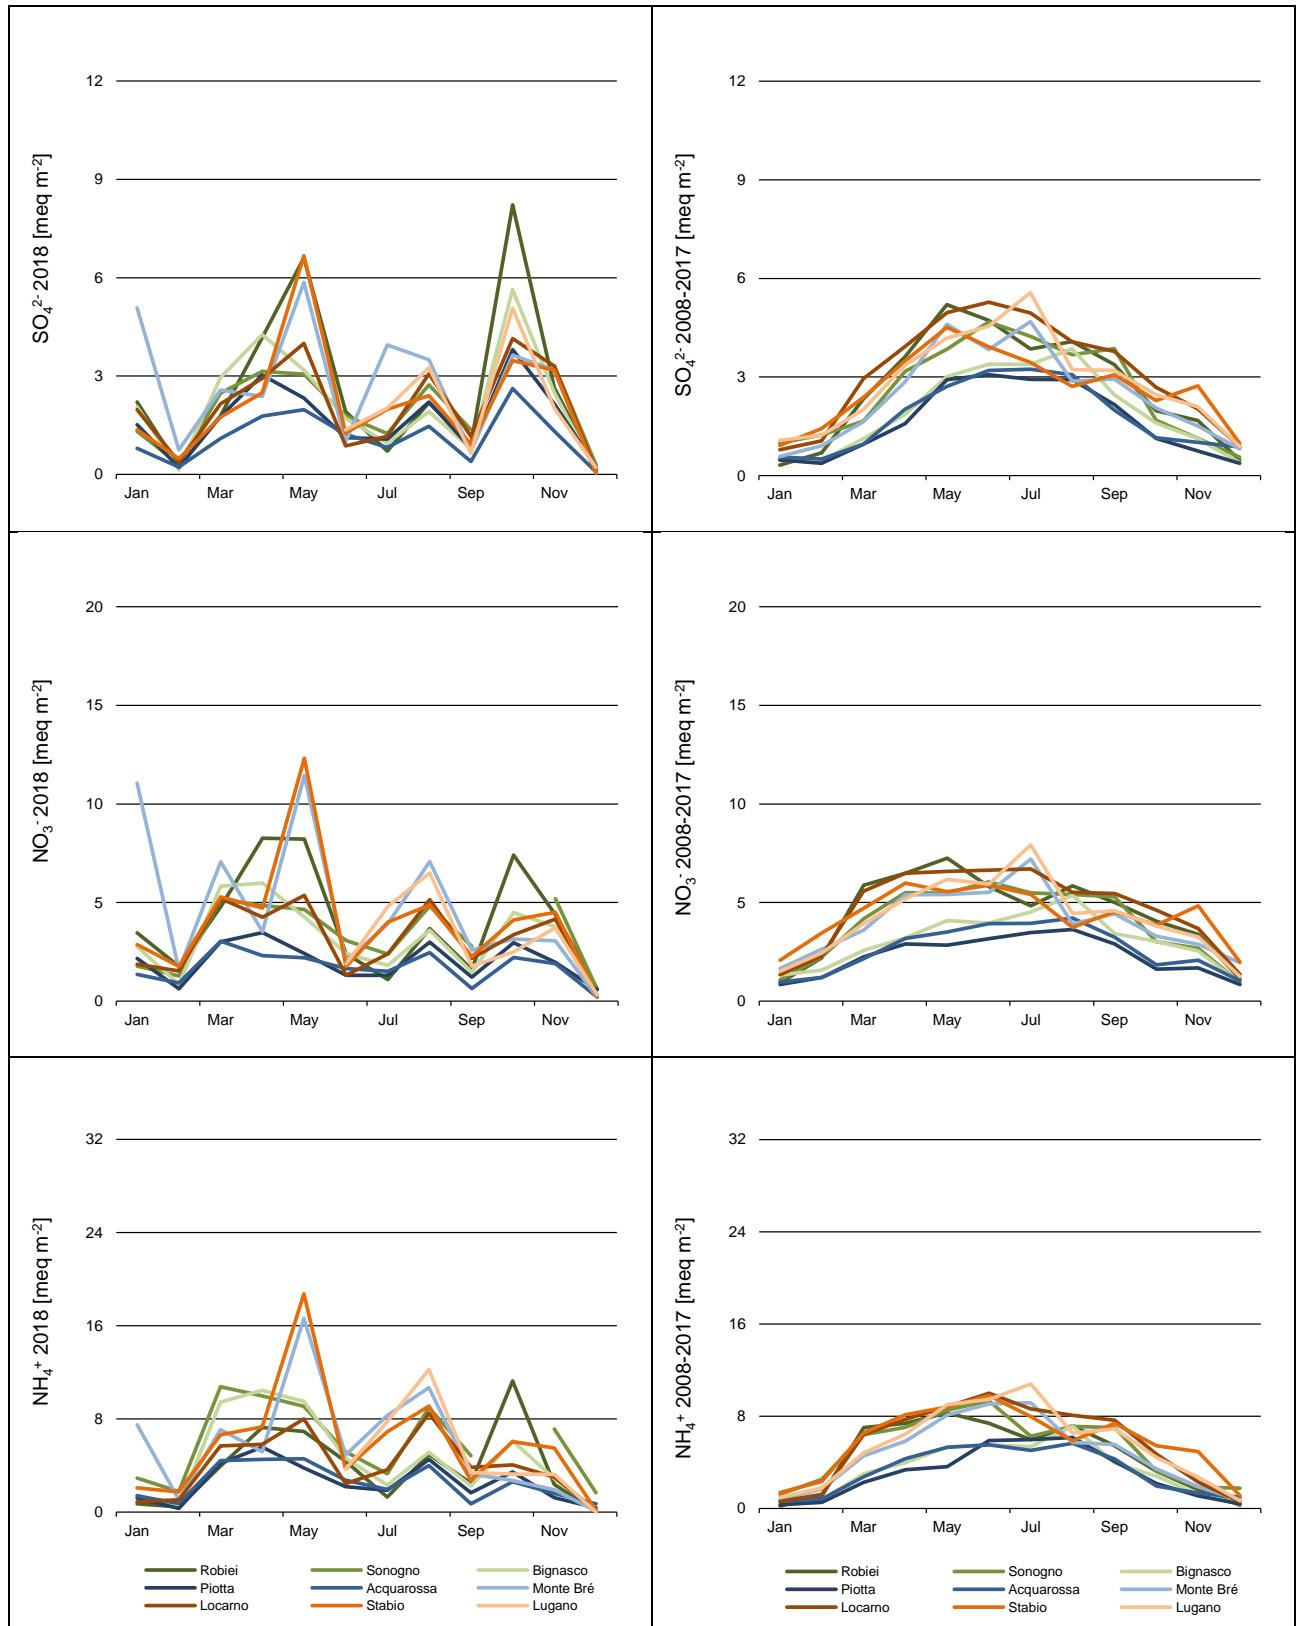 SO₄²⁻ 2018 [meq m⁻²]
12
9
6
3
0
Jan Mar May Jul Sep Nov
SO₄²⁻ 2008-2017 [meq m⁻²]
12
9
6
3
0
Jan Mar May Jul Sep Nov
NO₃⁻ 2018 [meq m⁻²]
20
15
10
5
0
Jan Mar May Jul Sep Nov
NO₃⁻ 2008-2017 [meq m⁻²]
20
15
10
5
0
Jan Mar May Jul Sep Nov
NH₄⁺ 2018 [meq m⁻²]
32
24
16
8
0
Jan Mar May Jul Sep Nov
Robiei Sonogno Bignasco
Piotta Acquarossa Monte Bré
Locarno Stabio Lugano
NH₄⁺ 2008-2017 [meq m⁻²]
32
24
16
8
0
Jan Mar May Jul Sep Nov
Robiei Sonogno Bignasco
Piotta Acquarossa Monte Bré
Locarno Stabio Lugano